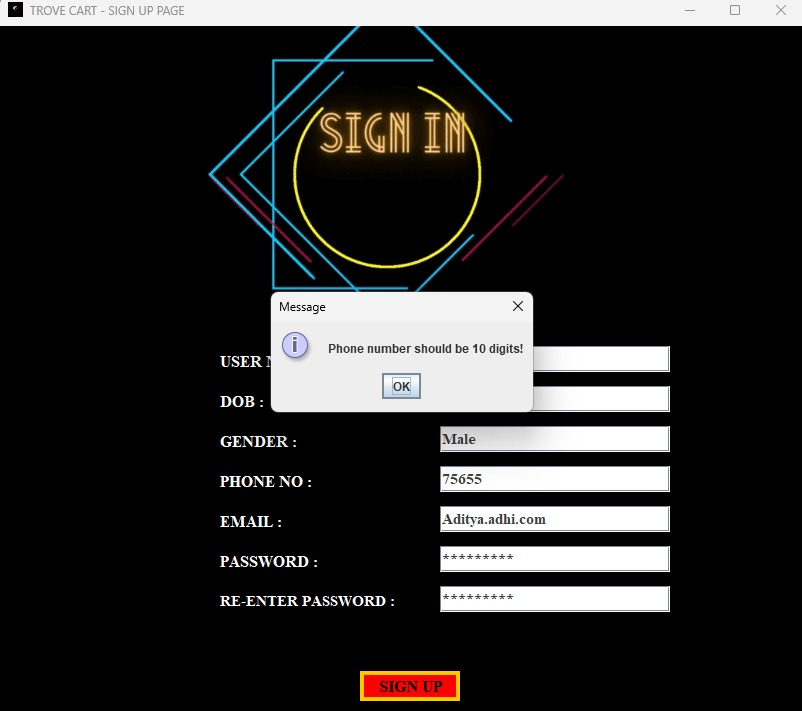 TROVE CART - SIGN UP PAGE
SIGN IN
Message
Phone number should be 10 digits!
OK
USER
DOB :
GENDER : Male
PHONE NO : 75655
EMAIL : Aditya.adhi.com
PASSWORD : *********
RE-ENTER PASSWORD : *********
SIGN UP